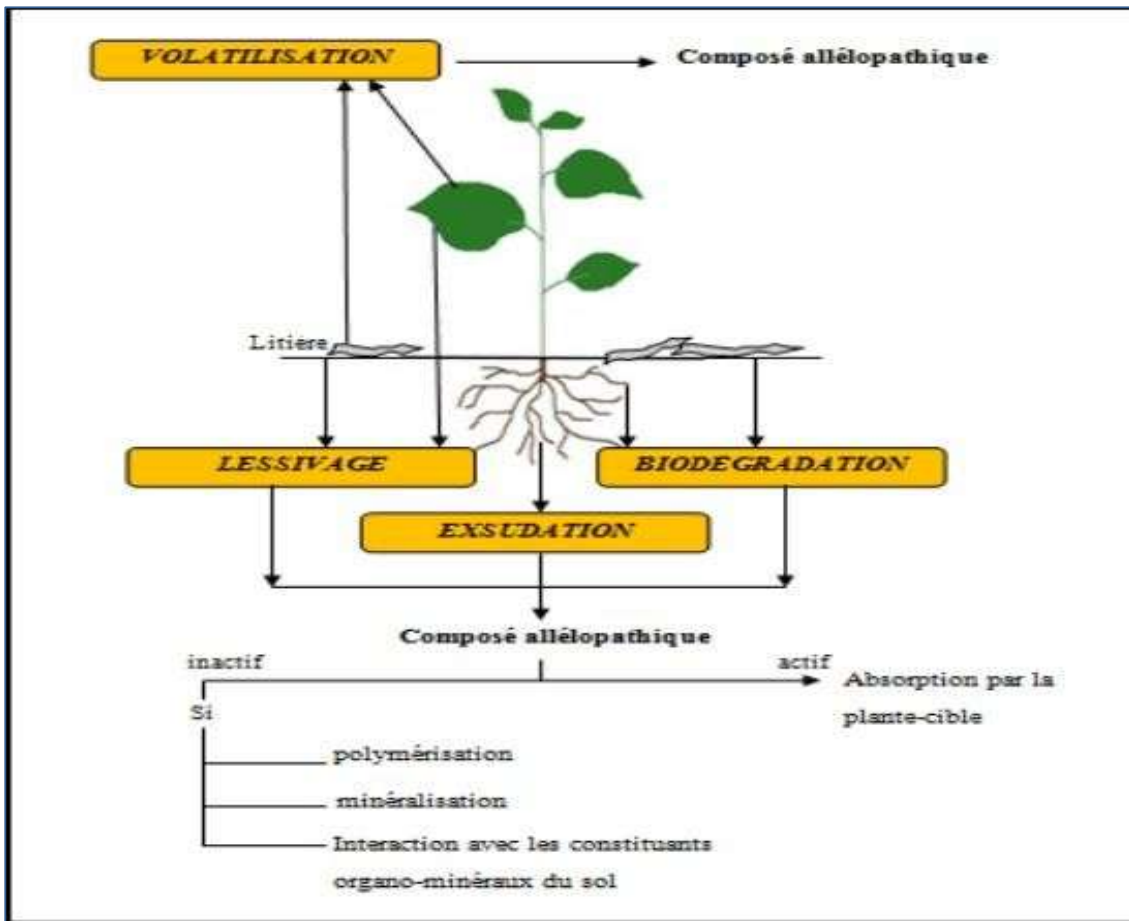 VOLATILISATION
Composé allélopathique
Litière
LESSIVAGE
BIODÉGRADATION
EXSUDATION
Composé allélopathique
inactif
actif
Absorption par la
plante-cible
Si
polymérisation
minéralisation
Interaction avec les constituants
organo-minéraux du sol